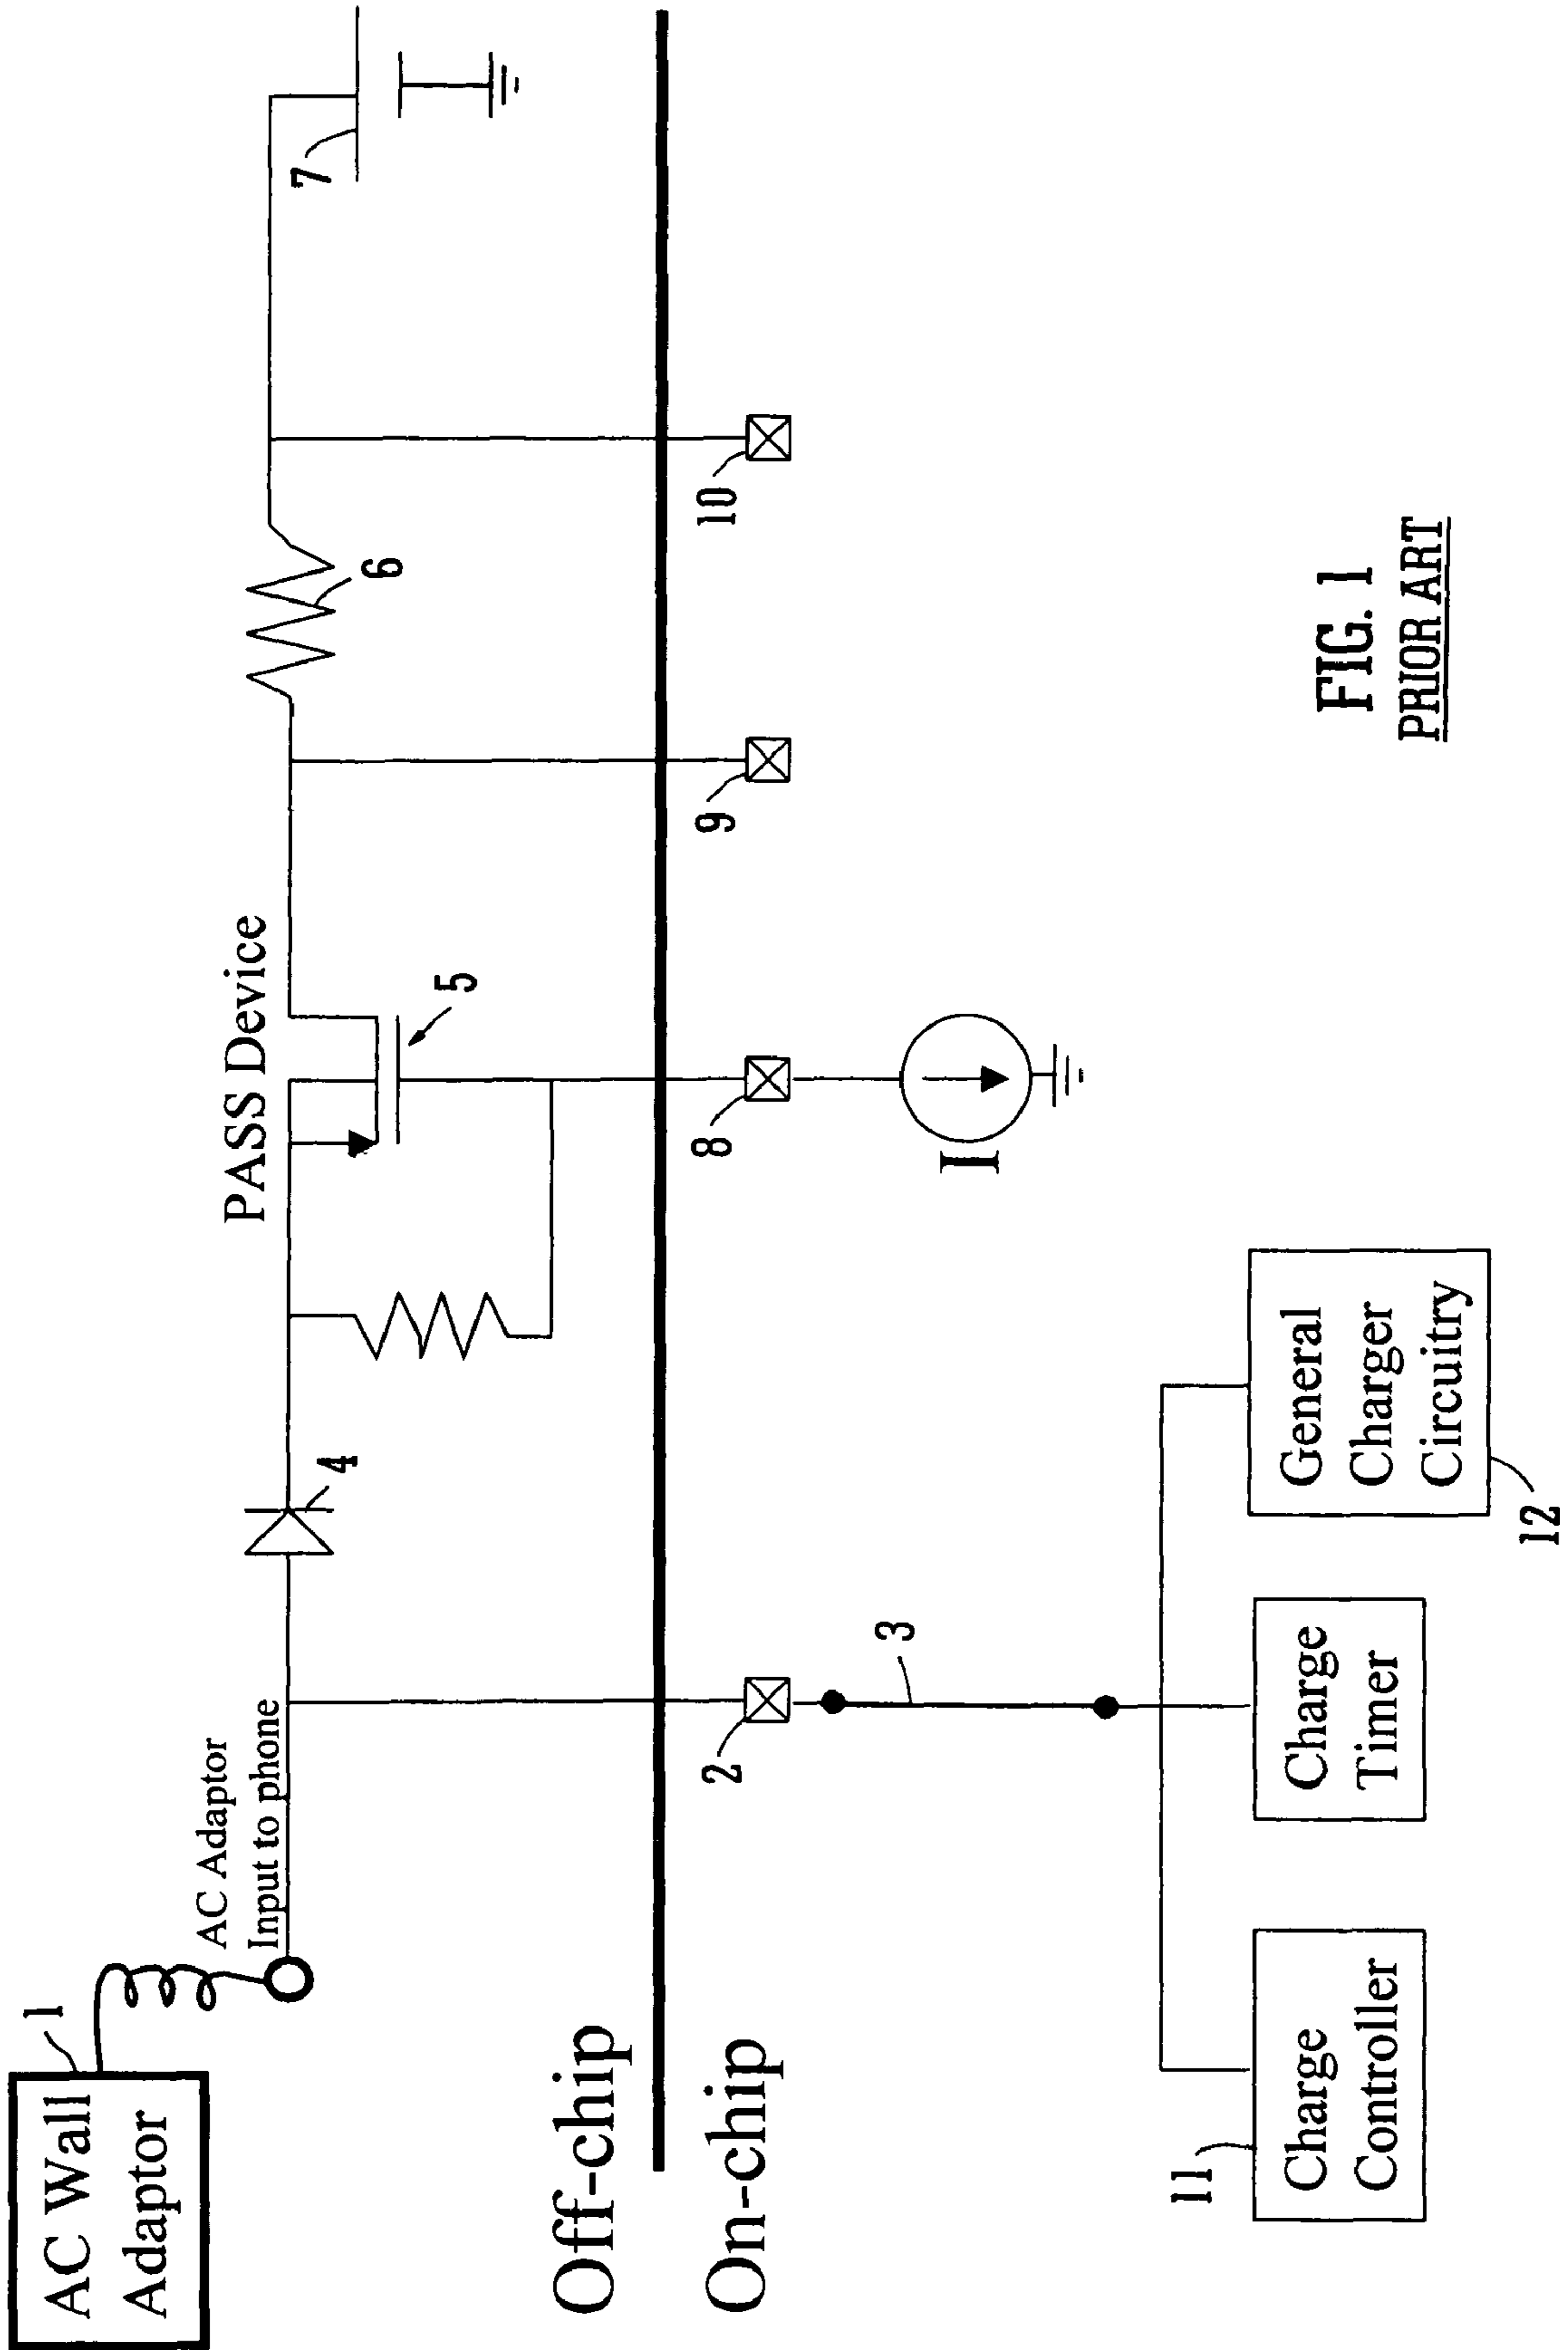 AC Wall
Adaptor
1
AC Adaptor
Input to phone
4
PASS Device
5
6
7
Off-chip
On-chip
2
3
8
I
9
10
11
Charge
Controller
Charge
Timer
General
Charger
Circuitry
12
FIG. 1
PRIOR ART